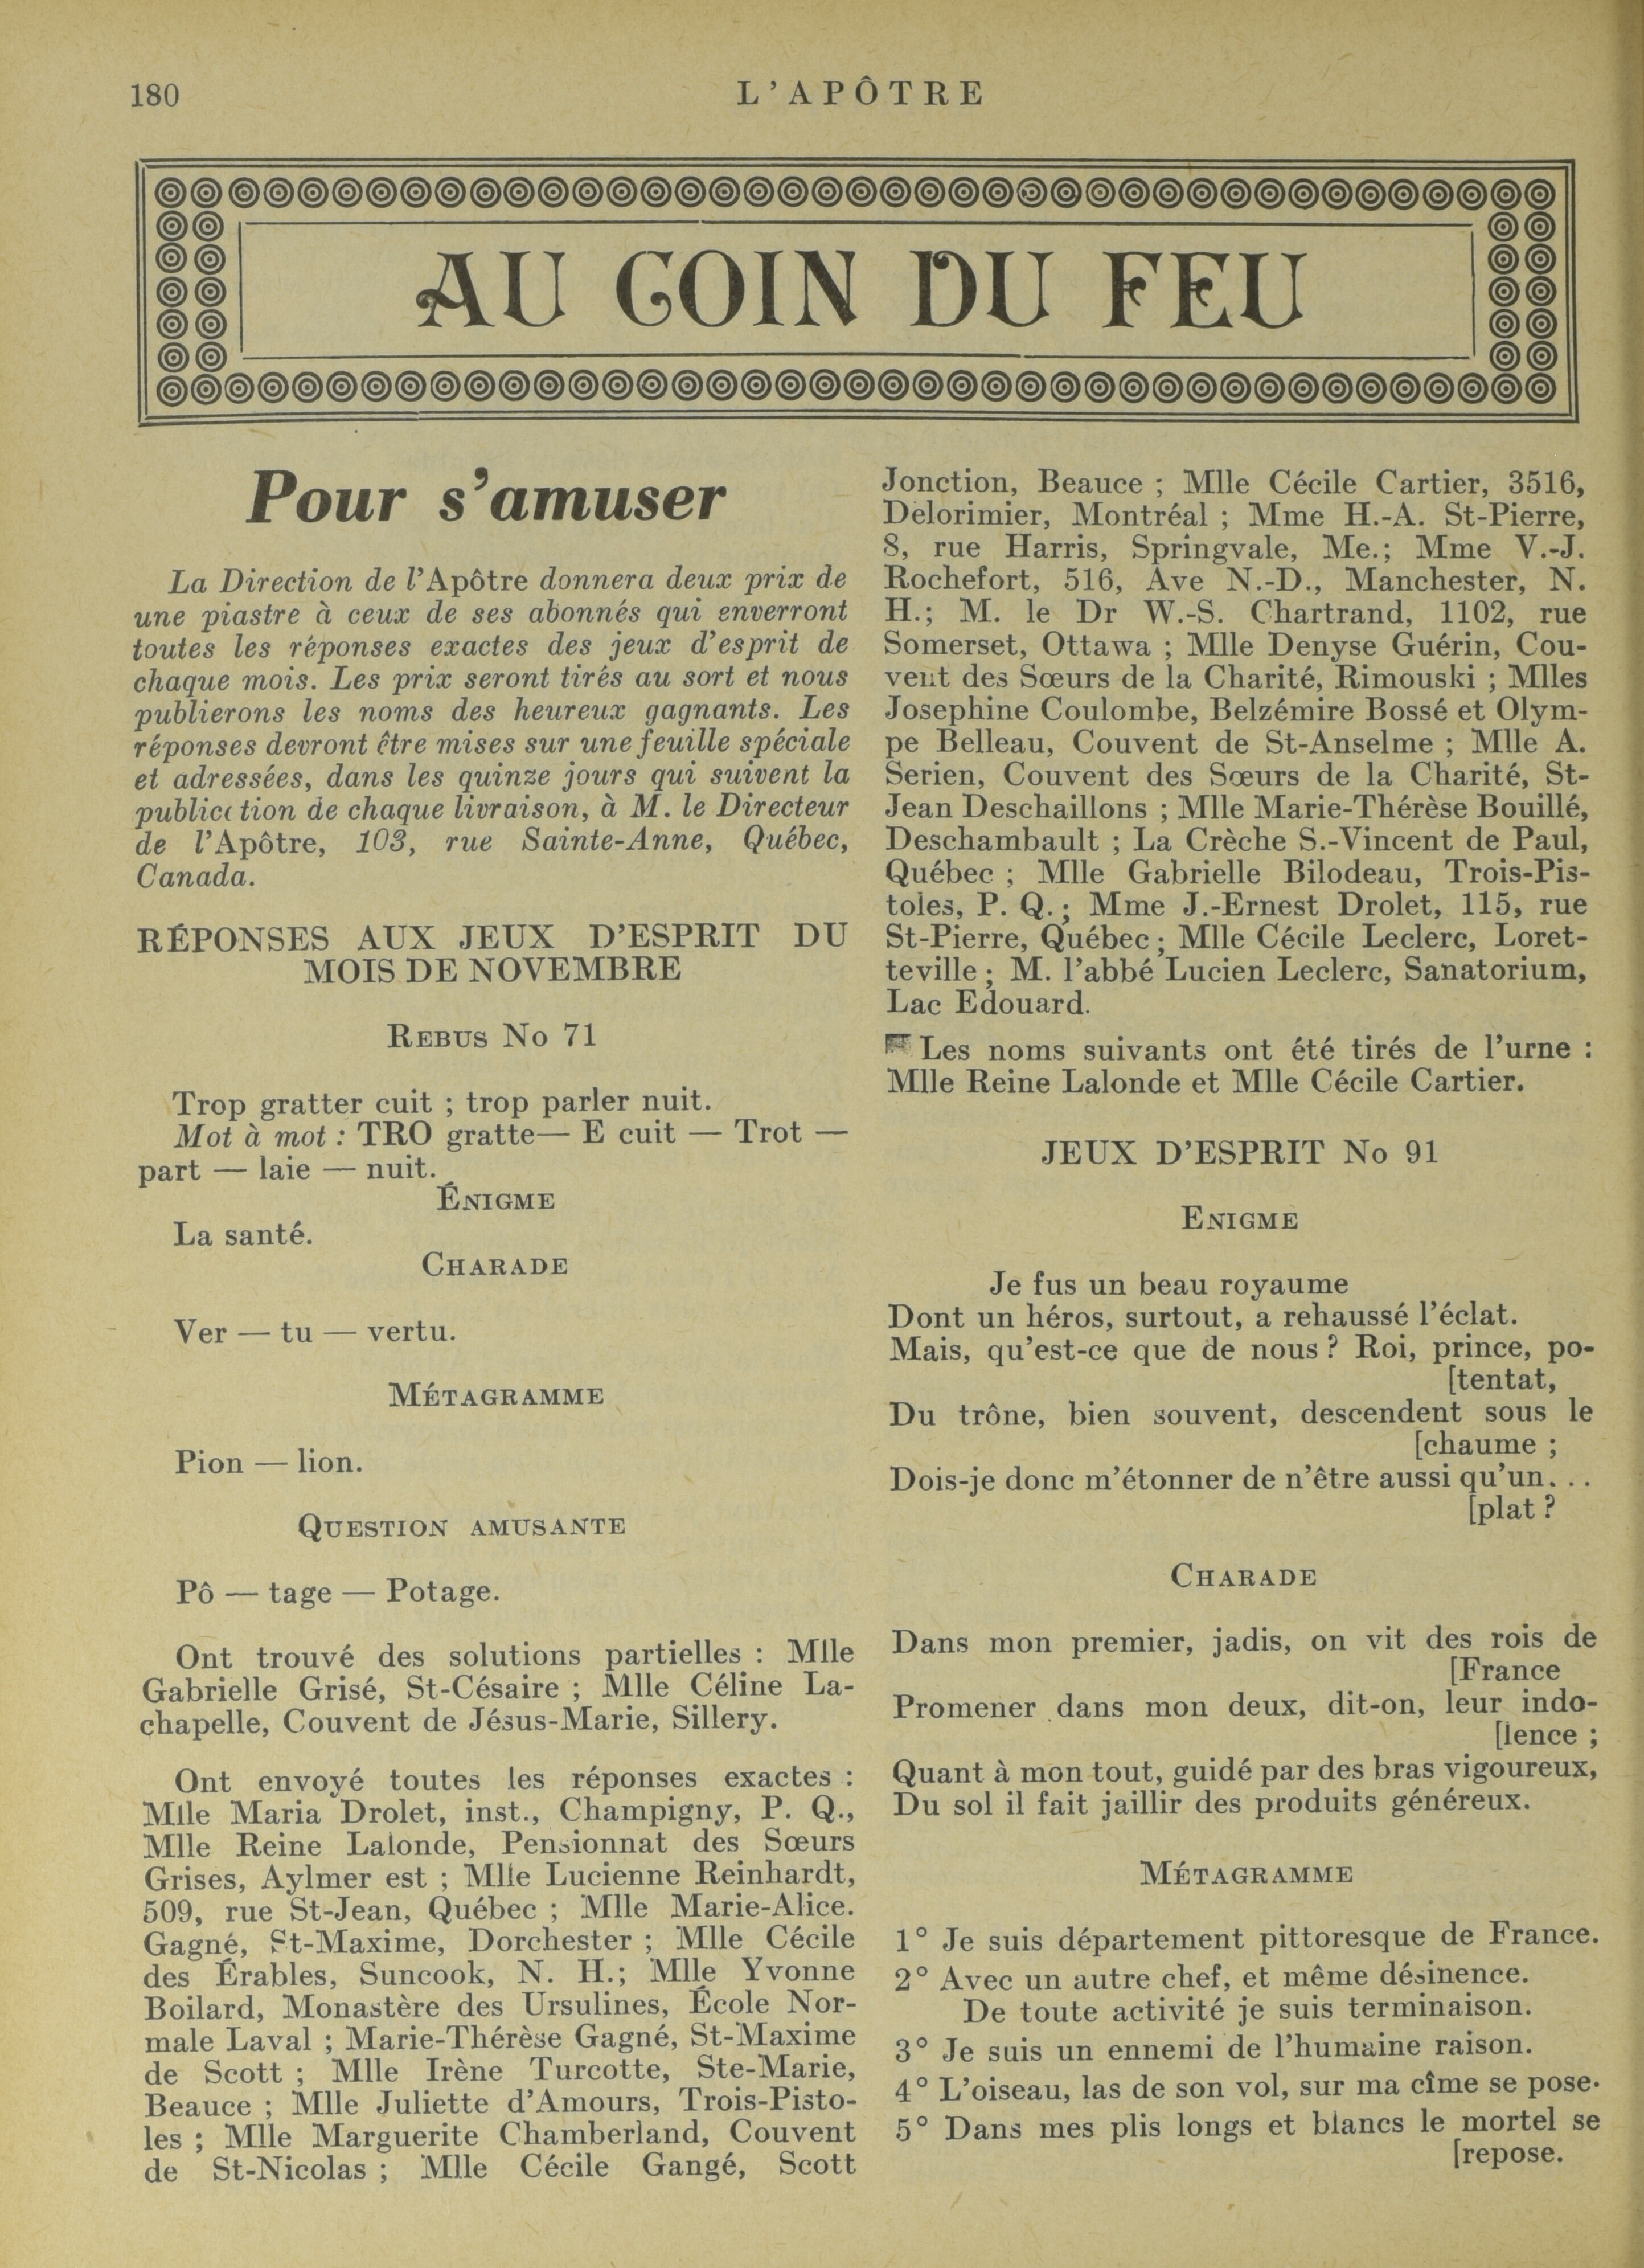 180
L'APÔTRE
AU COIN DU FEU
Pour s'amuser
La Direction de l'Apôtre donnera deux prix de
une piastre à ceux de ses abonnés qui enverront
toutes les réponses exactes des jeux d'esprit de
chaque mois. Les prix seront tirés au sort et nous
publierons les noms des heureux gagnants. Les
réponses devront être mises sur une feuille spéciale
et adressées, dans les quinze jours qui suivent la
publication de chaque livraison, à M. le Directeur
de l'Apôtre, 103, rue Sainte-Anne, Québec,
Canada.
RÉPONSES AUX JEUX D'ESPRIT DU
MOIS DE NOVEMBRE
REBUS No 71
Trop gratter cuit ; trop parler nuit.
Mot à mot : TRO gratte— E cuit — Trot —
part — laie — nuit.
ÉNIGME
La santé.
CHARADE
Ver — tu — vertu.
MÉTAGRAMME
Pion — lion.
QUESTION AMUSANTE
Pô — tage — Potage.
Ont trouvé des solutions partielles : Mlle
Gabrielle Grisé, St-Césaire ; Mlle Céline La-
chapelle, Couvent de Jésus-Marie, Sillery.
Ont envoyé toutes les réponses exactes :
Mlle Maria Drolet, inst., Champigny, P. Q.,
Mlle Reine Lalonde, Pensionnat des Sœurs
Grises, Aylmer est ; Mlle Lucienne Reinhardt,
509, rue St-Jean, Québec ; Mlle Marie-Alice.
Gagné, St-Maxime, Dorchester ; Mlle Cécile
des Érables, Suncook, N. H.; Mlle Yvonne
Boilard, Monastère des Ursulines, École Nor-
male Laval ; Marie-Thérèse Gagné, St-Maxime
de Scott ; Mlle Irène Turcotte, Ste-Marie,
Beauce ; Mlle Juliette d'Amours, Trois-Pisto-
les ; Mlle Marguerite Chamberland, Couvent
de St-Nicolas ; Mlle Cécile Gangé, Scott
Jonction, Beauce ; Mlle Cécile Cartier, 3516,
Delorimier, Montréal ; Mme H.-A. St-Pierre,
8, rue Harris, Springvale, Me.; Mme V.-J.
Rochefort, 516, Ave N.-D., Manchester, N.
H.; M. le Dr W.-S. Chartrand, 1102, rue
Somerset, Ottawa ; Mlle Denyse Guérin, Cou-
vent des Sœurs de la Charité, Rimouski ; Mlles
Josephine Coulombe, Belzémire Bossé et Olym-
pe Belleau, Couvent de St-Anselme ; Mlle A.
Serien, Couvent des Sœurs de la Charité, St-
Jean Deschaillons ; Mlle Marie-Thérèse Bouillé,
Deschambault ; La Crèche S.-Vincent de Paul,
Québec ; Mlle Gabrielle Bilodeau, Trois-Pis-
toles, P. Q. ; Mme J.-Ernest Drolet, 115, rue
St-Pierre, Québec ; Mlle Cécile Leclerc, Loret-
teville ; M. l'abbé Lucien Leclerc, Sanatorium,
Lac Edouard.
Les noms suivants ont été tirés de l'urne :
Mlle Reine Lalonde et Mlle Cécile Cartier.
JEUX D'ESPRIT No 91
ENIGME
Je fus un beau royaume
Dont un héros, surtout, a rehaussé l'éclat.
Mais, qu'est-ce que de nous ? Roi, prince, po-
[tentat,
Du trône, bien souvent, descendent sous le
[chaume ;
Dois-je donc m'étonner de n'être aussi qu'un...
[plat ?
CHARADE
Dans mon premier, jadis, on vit des rois de
[France
Promener dans mon deux, dit-on, leur indo-
[lence ;
Quant à mon tout, guidé par des bras vigoureux,
Du sol il fait jaillir des produits généreux.
MÉTAGRAMME
1° Je suis département pittoresque de France.
2° Avec un autre chef, et même désinence.
De toute activité je suis terminaison.
3° Je suis un ennemi de l'humaine raison.
4° L'oiseau, las de son vol, sur ma cîme se pose.
5° Dans mes plis longs et blancs le mortel se
[repose.